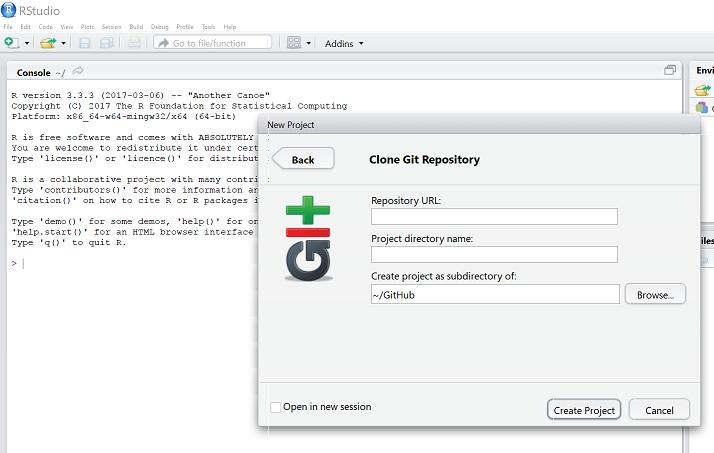 RStudio
File Edit Code View Plots Session Build Debug Profile Tools Help
Go to file/function Addins
Console ~/
Envi
R version 3.3.3 (2017-03-06) -- "Another Canoe"
Copyright (C) 2017 The R Foundation for Statistical Computing
Platform: x86_64-w64-mingw32/x64 (64-bit)
R is free software and comes with ABSOLUTELY
You are welcome to redistribute it under cert
Type 'license()' or 'licence()' for distribut
R is a collaborative project with many contri
Type 'contributors()' for more information an
'citation()' on how to cite R or R packages i
Type 'demo()' for some demos, 'help()' for on
'help.start()' for an HTML browser interface
Type 'q()' to quit R.
>
New Project
Back
Clone Git Repository
git
Repository URL:
Project directory name:
Create project as subdirectory of:
~/GitHub
Browse...
Open in new session
Create Project
Cancel
iles